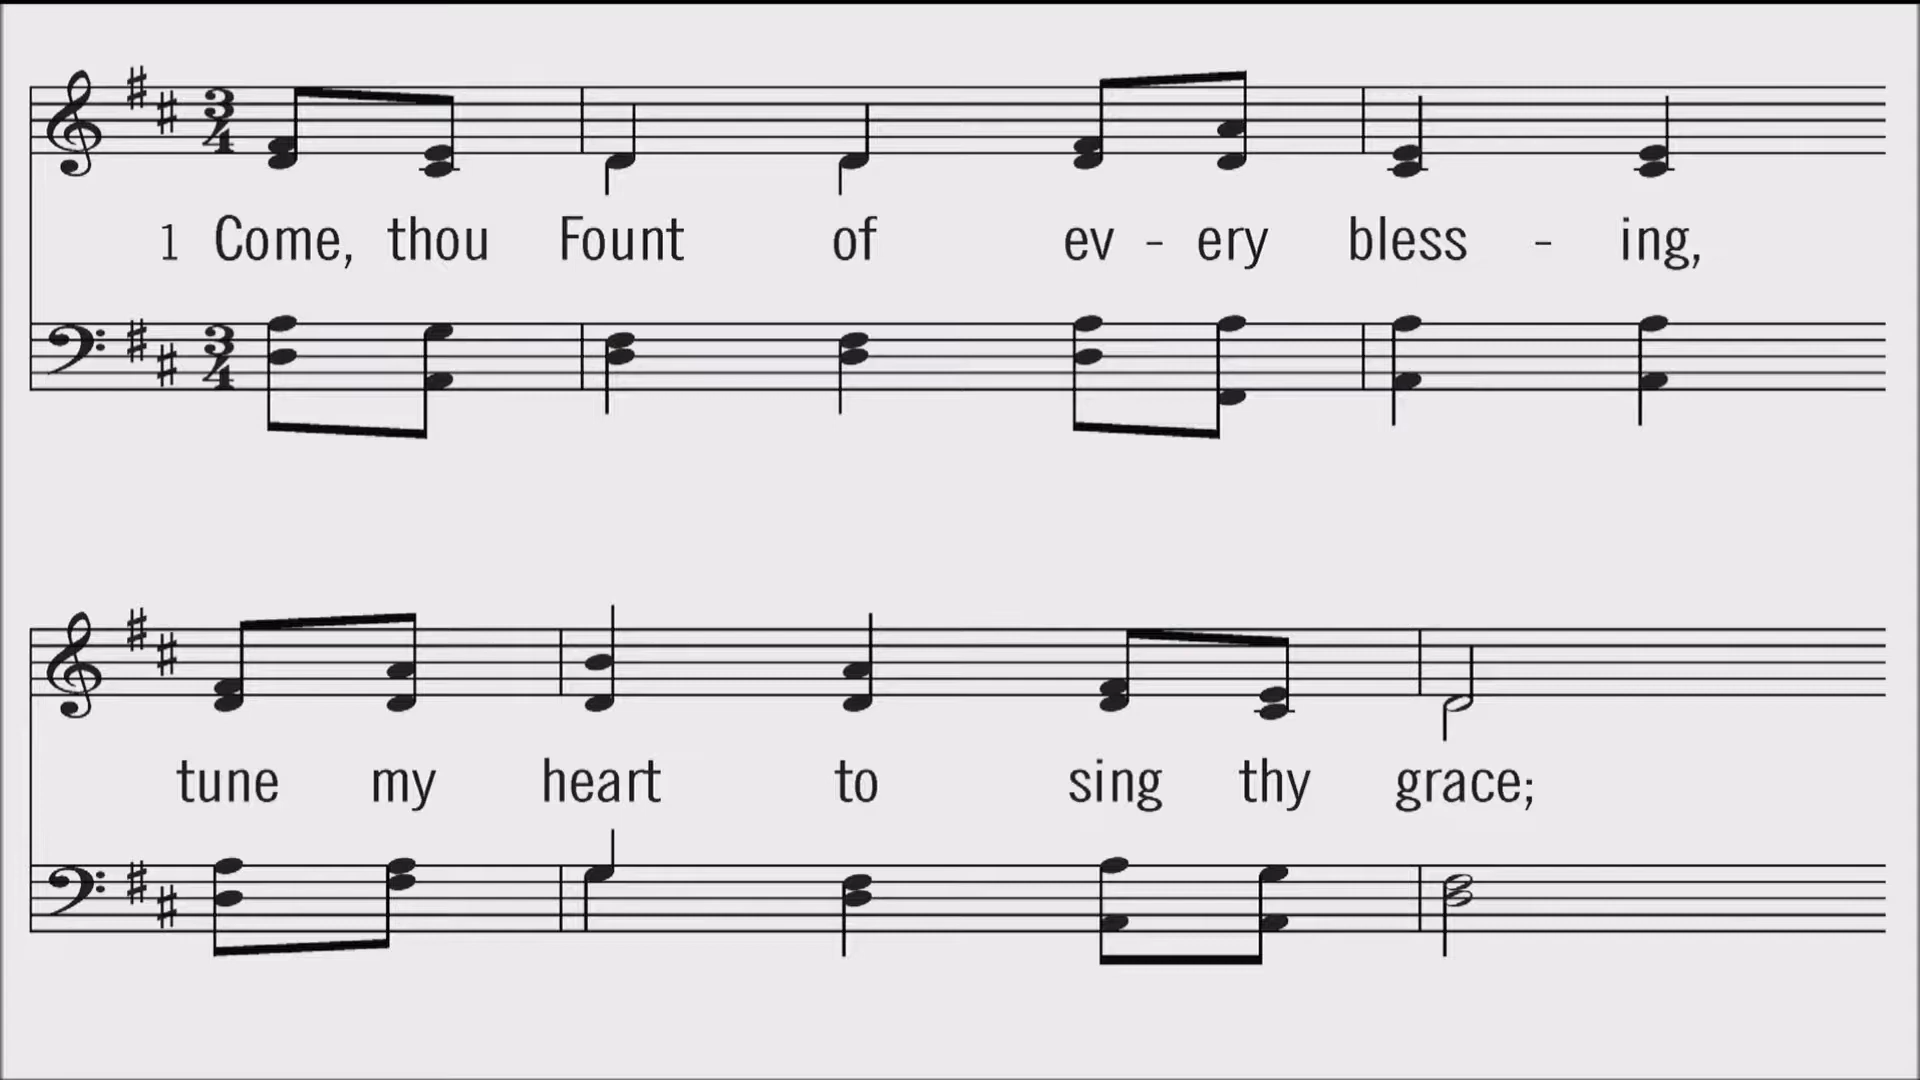 1 Come, thou Fount of ev - ery bless - ing,
tune my heart to sing thy grace;